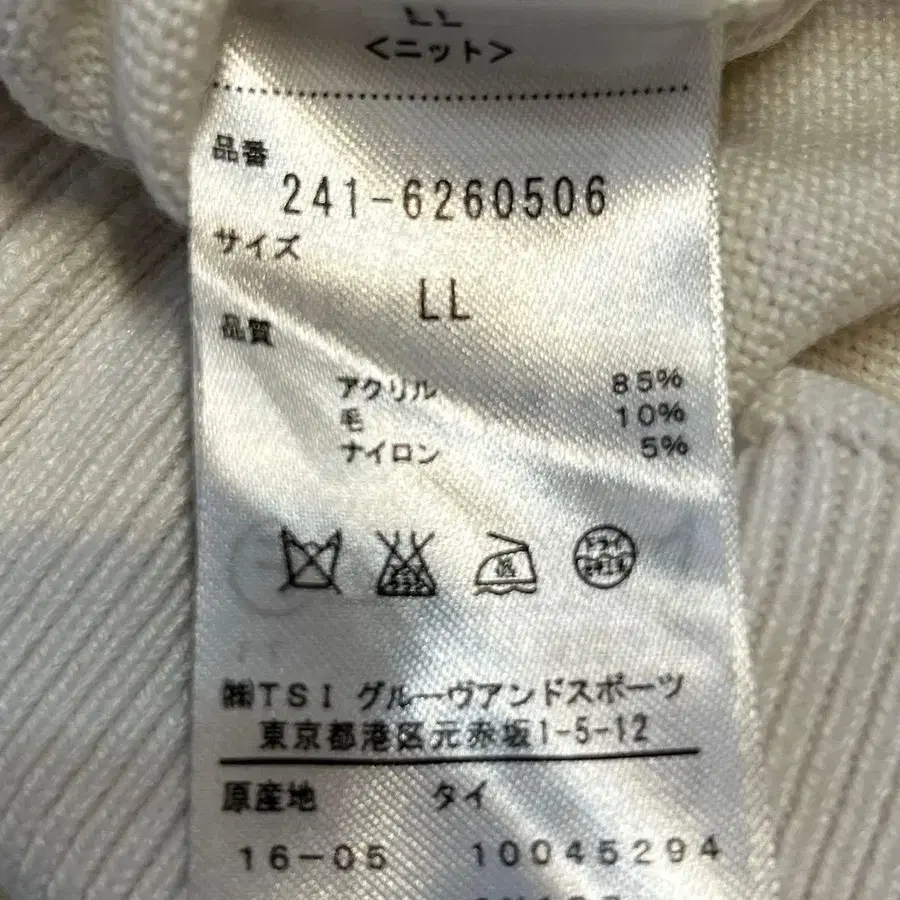 LL
<ニット>
品番
241-6260506
サイズ
LL
品質
アクリル 85%
毛 10%
ナイロン 5%
ドライ
㈱TSI グルーヴアンドスポーツ
東京都港区元赤坂1-5-12
原産地 タイ
16-05 10045294